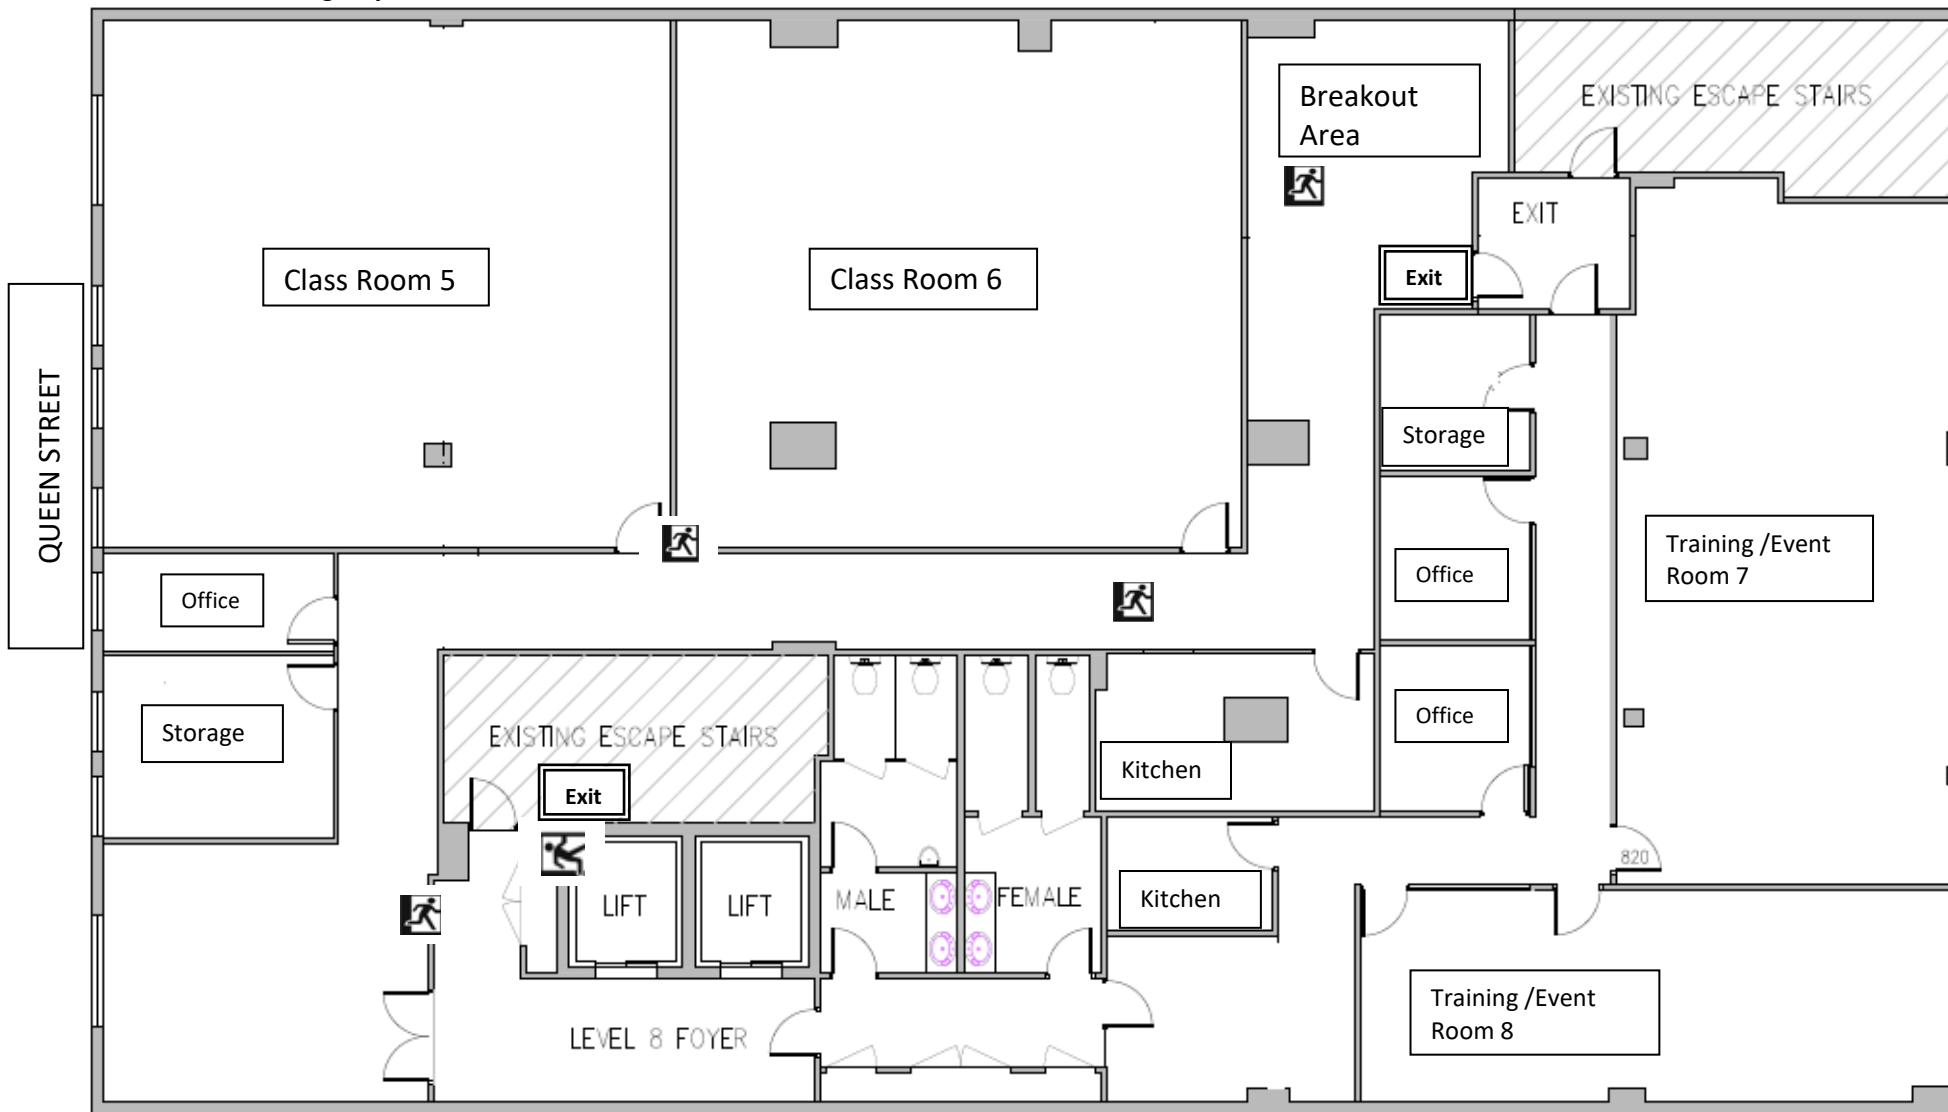 Breakout
Area
EXISTING ESCAPE STAIRS
EXIT
Exit
Class Room 5
Class Room 6
QUEEN STREET
Storage
Office
Training /Event
Room 7
Office
Office
Storage
EXISTING ESCAPE STAIRS
Exit
Kitchen
820
LIFT
LIFT
MALE
FEMALE
Kitchen
LEVEL 8 FOYER
Training /Event
Room 8